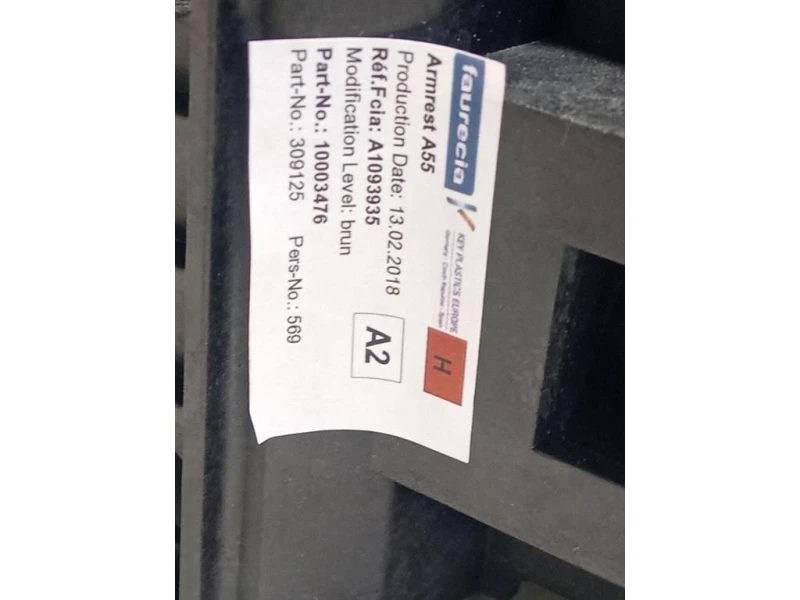 faurecia
KEY PLASTICS EUROPE
Germany - Czech Republic - Spain
H
Armrest A55
Production Date: 13.02.2018
Réf.Fcia: A1093935
A2
Modification Level: brun
Part-No.: 10003476
Part-No.: 309125 Pers-No.: 569